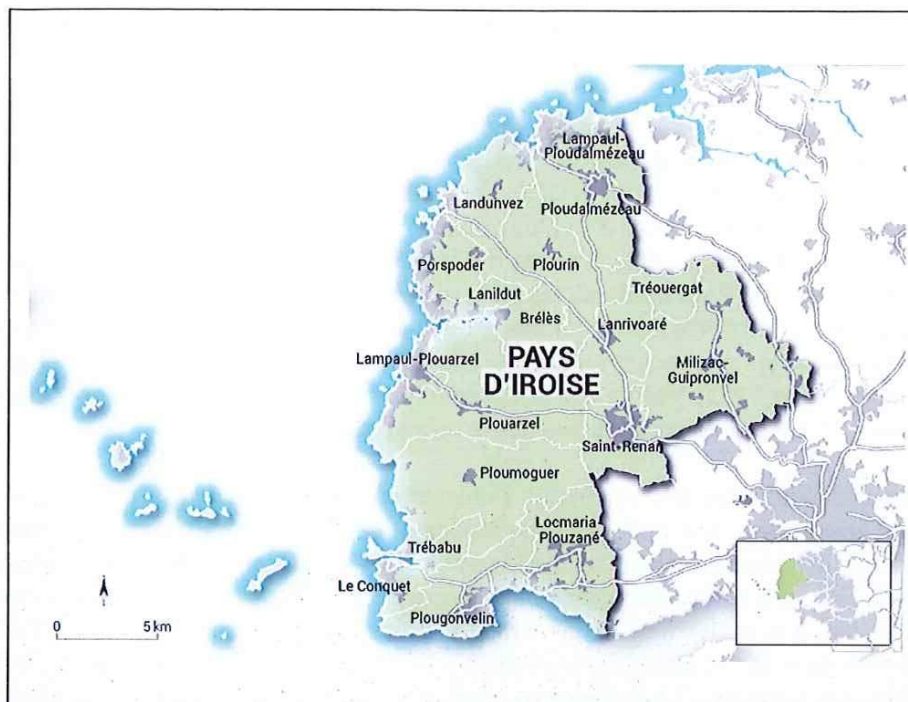 Lampaul-
Ploudalmézeau
Landunvez
Ploudalmézeau
Porspoder
Plourin
Tréouergat
Lanildut
Brélès
Lanrivoaré
Lampaul-Plouarzel
PAYS
D'IROISE
Milizac-
Guipronvel
Plouarzel
Saint-Renan
Ploumoguer
Locmaria
Plouzané
Trébabu
Le Conquet
Plougonvelin
0
5 km